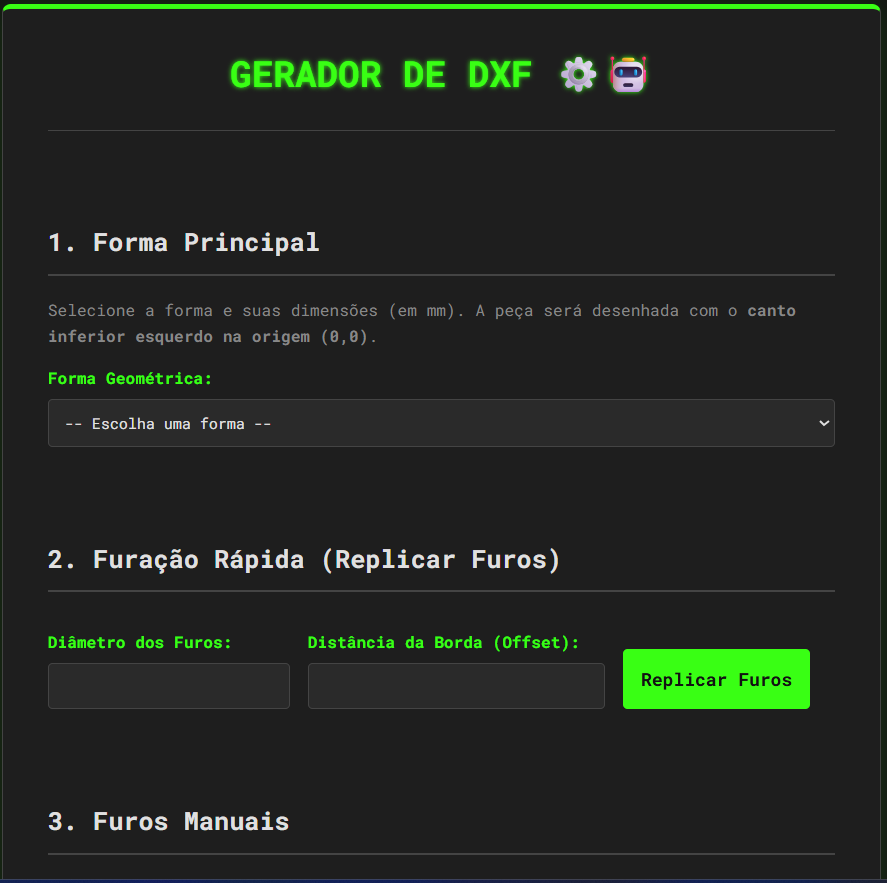 GERADOR DE DXF
1. Forma Principal
Selecione a forma e suas dimensões (em mm). A peça será desenhada com o canto
inferior esquerdo na origem (0,0).
Forma Geométrica:
-- Escolha uma forma --
2. Furação Rápida (Replicar Furos)
Diâmetro dos Furos:
Distância da Borda (Offset):
Replicar Furos
3. Furos Manuais